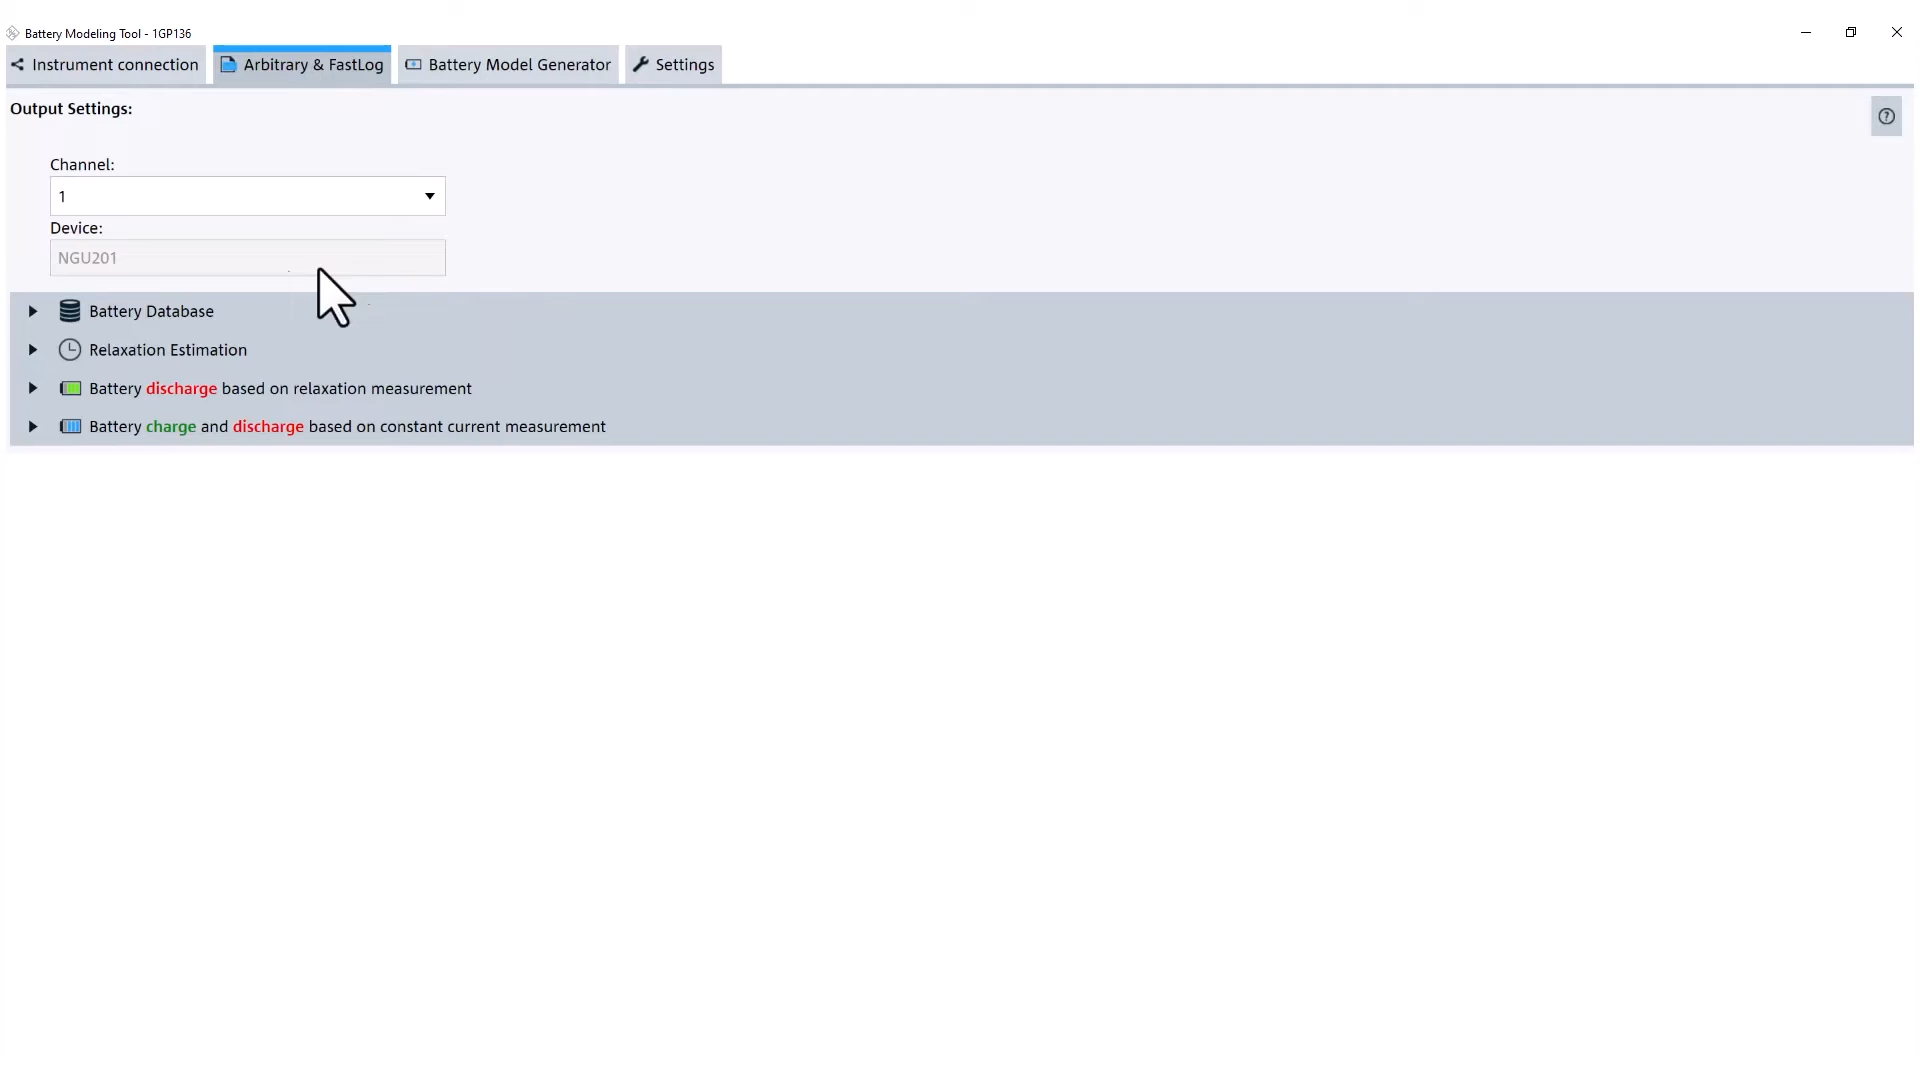 Battery Modeling Tool - 1GP136
Instrument connection Arbitrary & FastLog Battery Model Generator Settings
Output Settings:
?
Channel:
1
Device:
NGU201
Battery Database
Relaxation Estimation
Battery discharge based on relaxation measurement
Battery charge and discharge based on constant current measurement